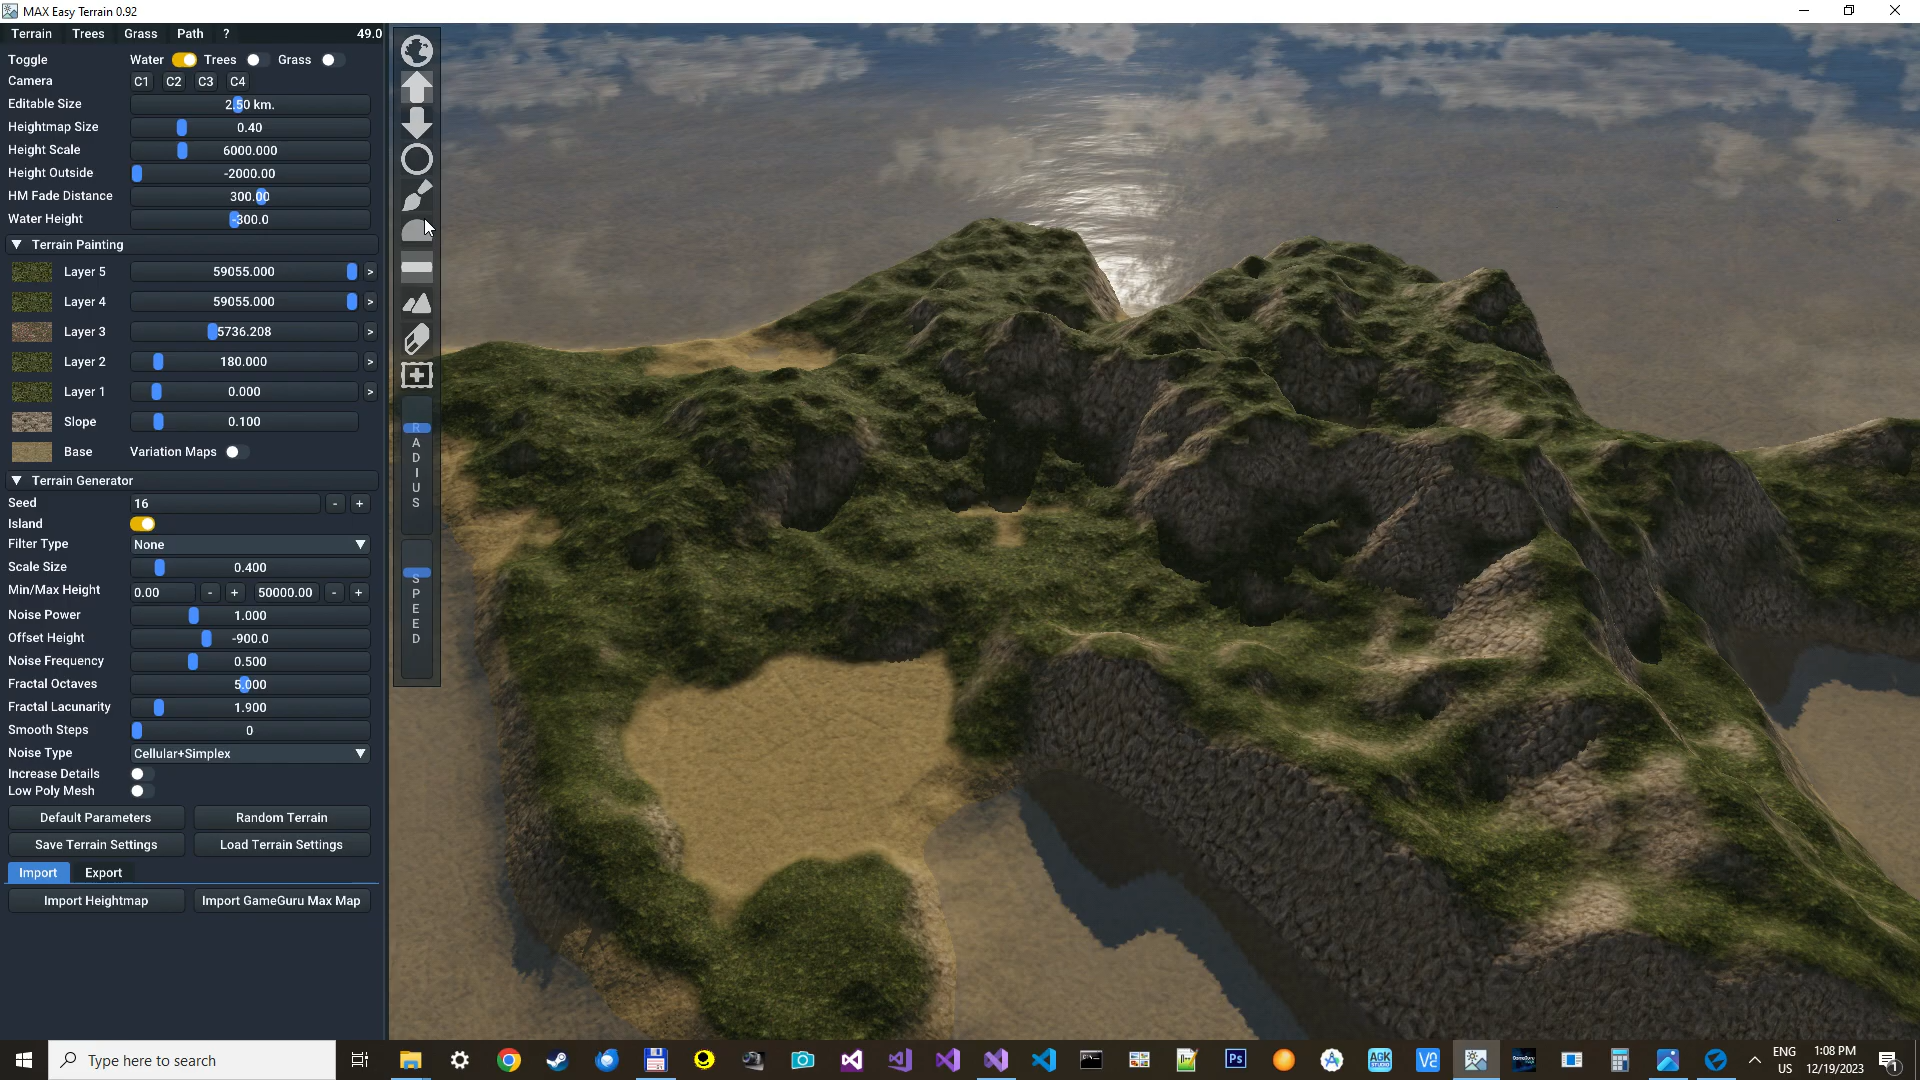 MAX Easy Terrain 0.92
Terrain Trees Grass Path ? 49.0
Toggle Water Trees Grass
Camera C1 C2 C3 C4
Editable Size 2.50 km.
Heightmap Size 0.40
Height Scale 6000.000
Height Outside -2000.00
HM Fade Distance 300.00
Water Height -300.0
Terrain Painting
Layer 5 59055.000 >
Layer 4 59055.000 >
Layer 3 5736.208 >
Layer 2 180.000 >
Layer 1 0.000 >
Slope 0.100
Base Variation Maps
Terrain Generator
Seed 16 - +
Island
Filter Type None
Scale Size 0.400
Min/Max Height 0.00 - + 50000.00 - +
Noise Power 1.000
Offset Height -900.0
Noise Frequency 0.500
Fractal Octaves 5.000
Fractal Lacunarity 1.900
Smooth Steps 0
Noise Type Cellular+Simplex
Increase Details
Low Poly Mesh
Default Parameters Random Terrain
Save Terrain Settings Load Terrain Settings
Import Export
Import Heightmap Import GameGuru Max Map
RADIUS
SPEED
Type here to search
Ps
AGK
STUDIO
ENG
US
1:08 PM
12/19/2023
1